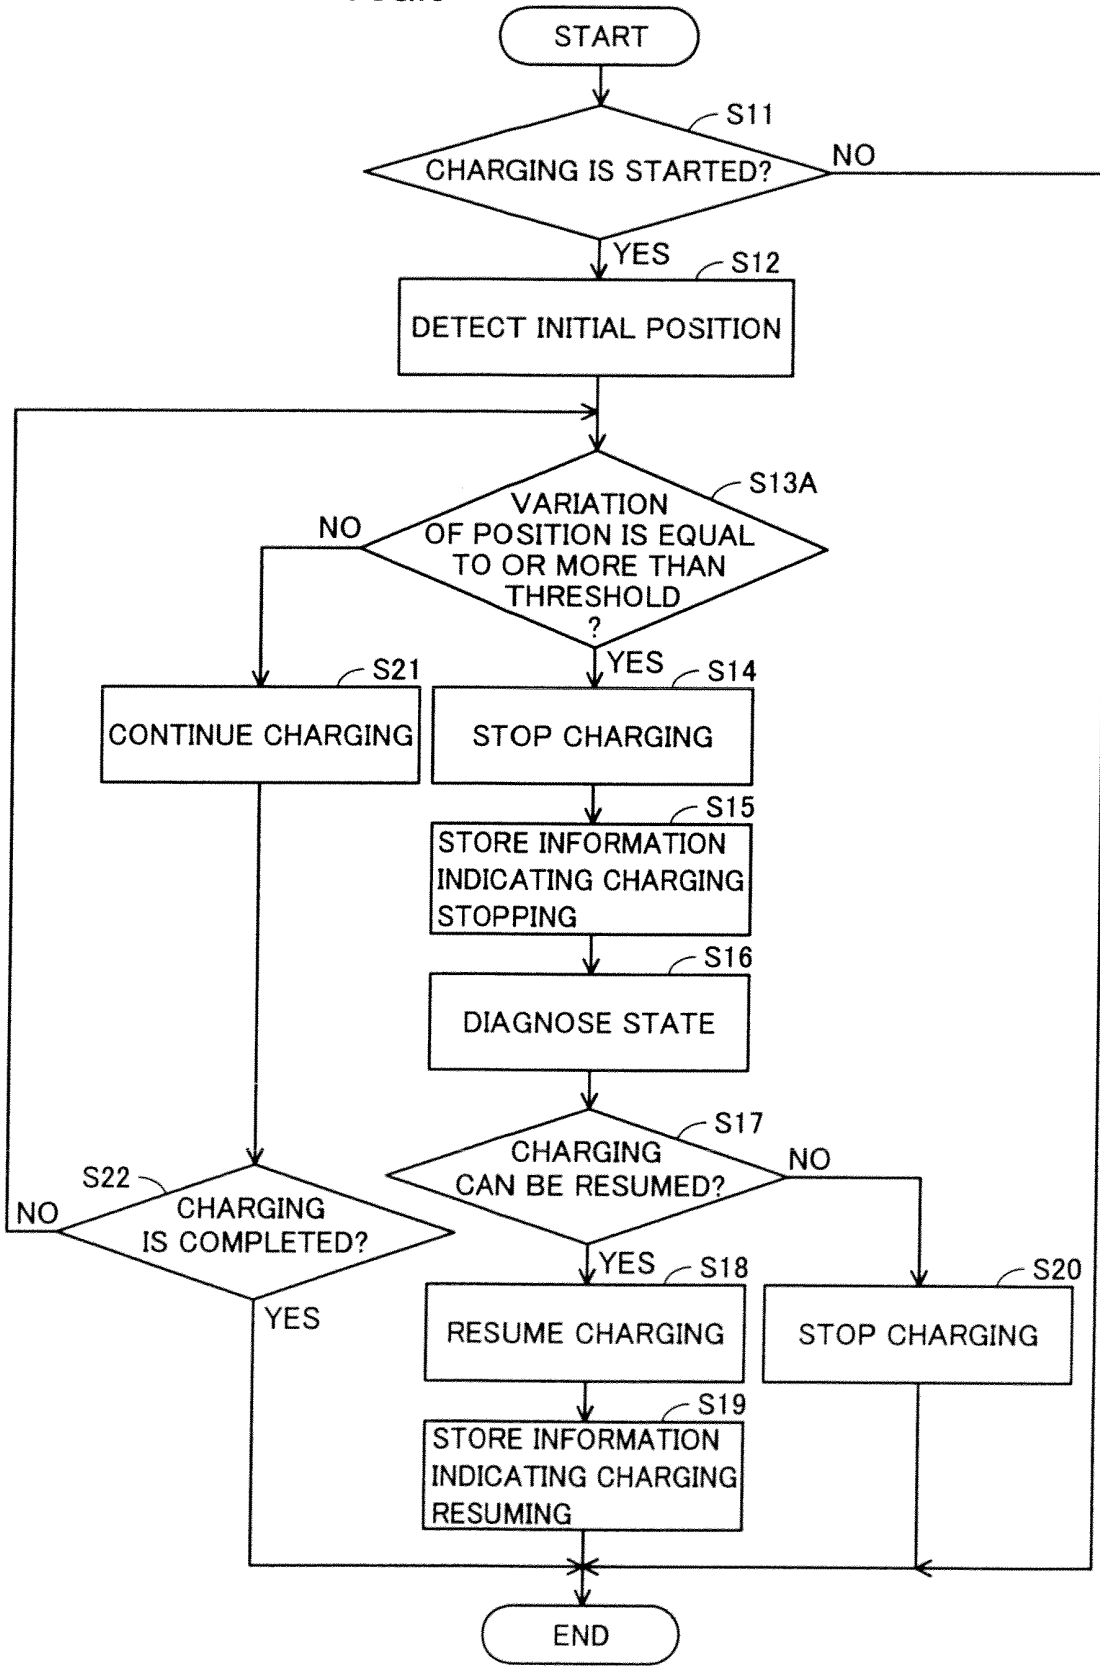 START
S11
CHARGING IS STARTED?
NO
YES
S12
DETECT INITIAL POSITION
S13A
VARIATION
OF POSITION IS EQUAL
TO OR MORE THAN
THRESHOLD
?
NO
YES
S21
S14
CONTINUE CHARGING
STOP CHARGING
S15
STORE INFORMATION
INDICATING CHARGING
STOPPING
S16
DIAGNOSE STATE
S17
CHARGING
CAN BE RESUMED?
NO
S22
CHARGING
IS COMPLETED?
NO
YES
YES
S18
S20
RESUME CHARGING
STOP CHARGING
S19
STORE INFORMATION
INDICATING CHARGING
RESUMING
END